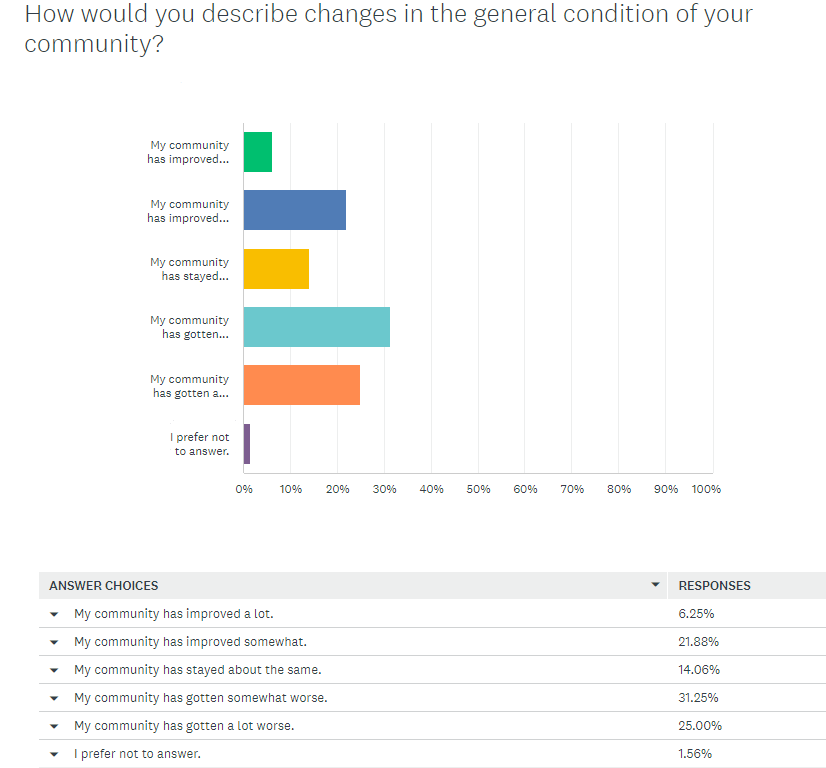 How would you describe changes in the general condition of your
community?
My community
has improved...
My community
has improved...
My community
has stayed...
My community
has gotten...
My community
has gotten a...
I prefer not
to answer.
0% 10% 20% 30% 40% 50% 60% 70% 80% 90% 100%
ANSWER CHOICES RESPONSES
My community has improved a lot. 6.25%
My community has improved somewhat. 21.88%
My community has stayed about the same. 14.06%
My community has gotten somewhat worse. 31.25%
My community has gotten a lot worse. 25.00%
I prefer not to answer. 1.56%